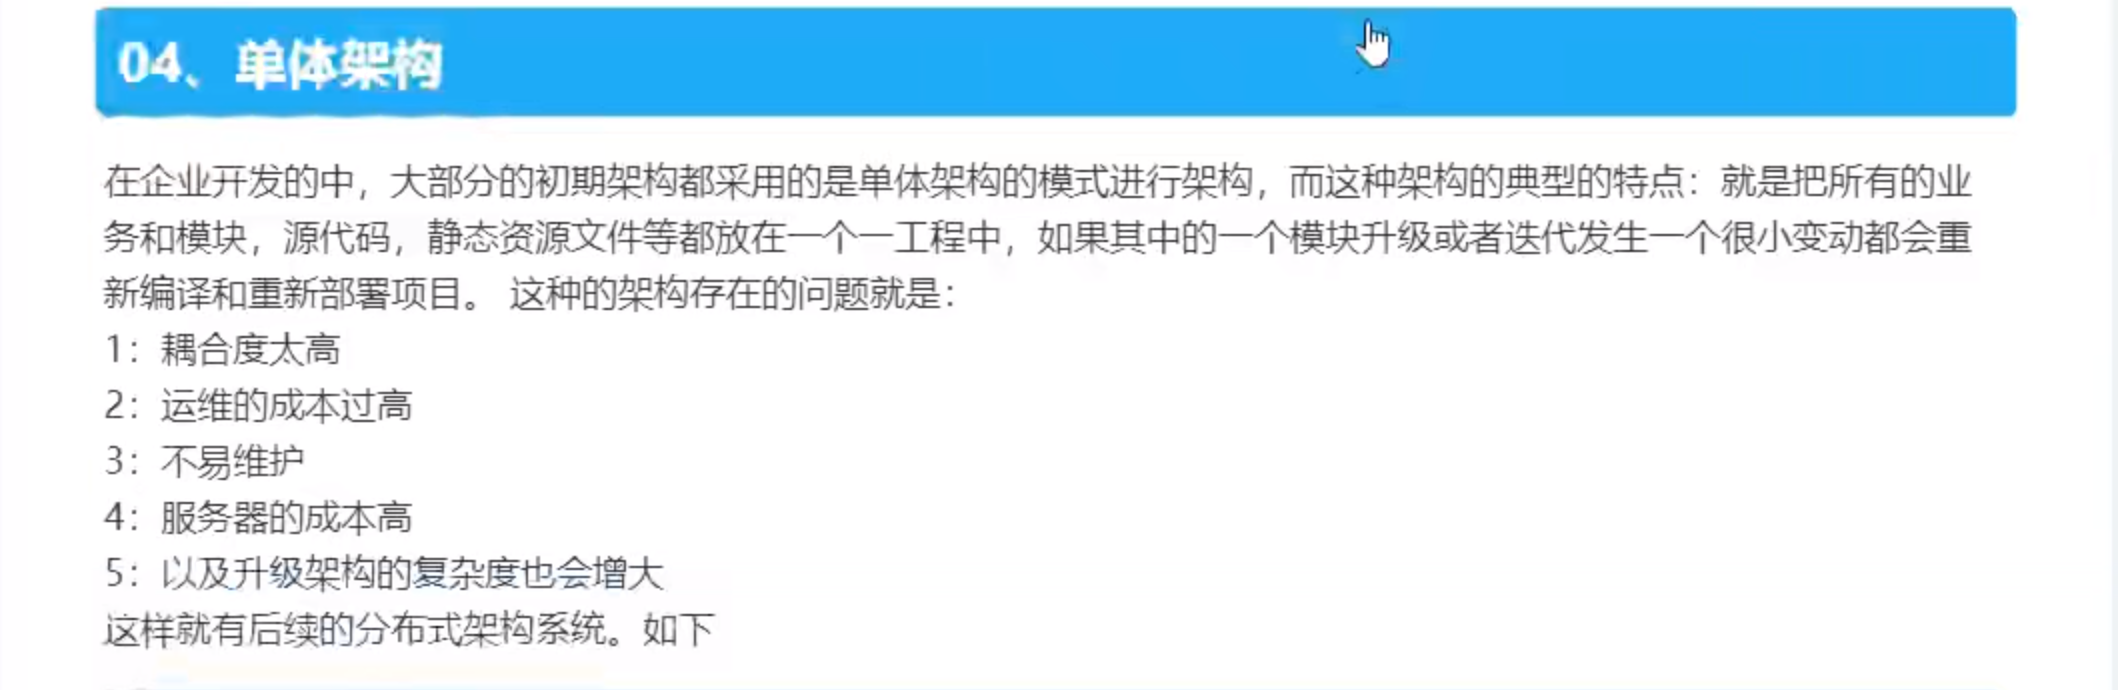 04、单体架构
在企业开发的中，大部分的初期架构都采用的是单体架构的模式进行架构，而这种架构的典型的特点：就是把所有的业
务和模块，源代码，静态资源文件等都放在一个一工程中，如果其中的一个模块升级或者迭代发生一个很小变动都会重
新编译和重新部署项目。 这种的架构存在的问题就是：
1：耦合度太高
2：运维的成本过高
3：不易维护
4：服务器的成本高
5：以及升级架构的复杂度也会增大
这样就有后续的分布式架构系统。如下